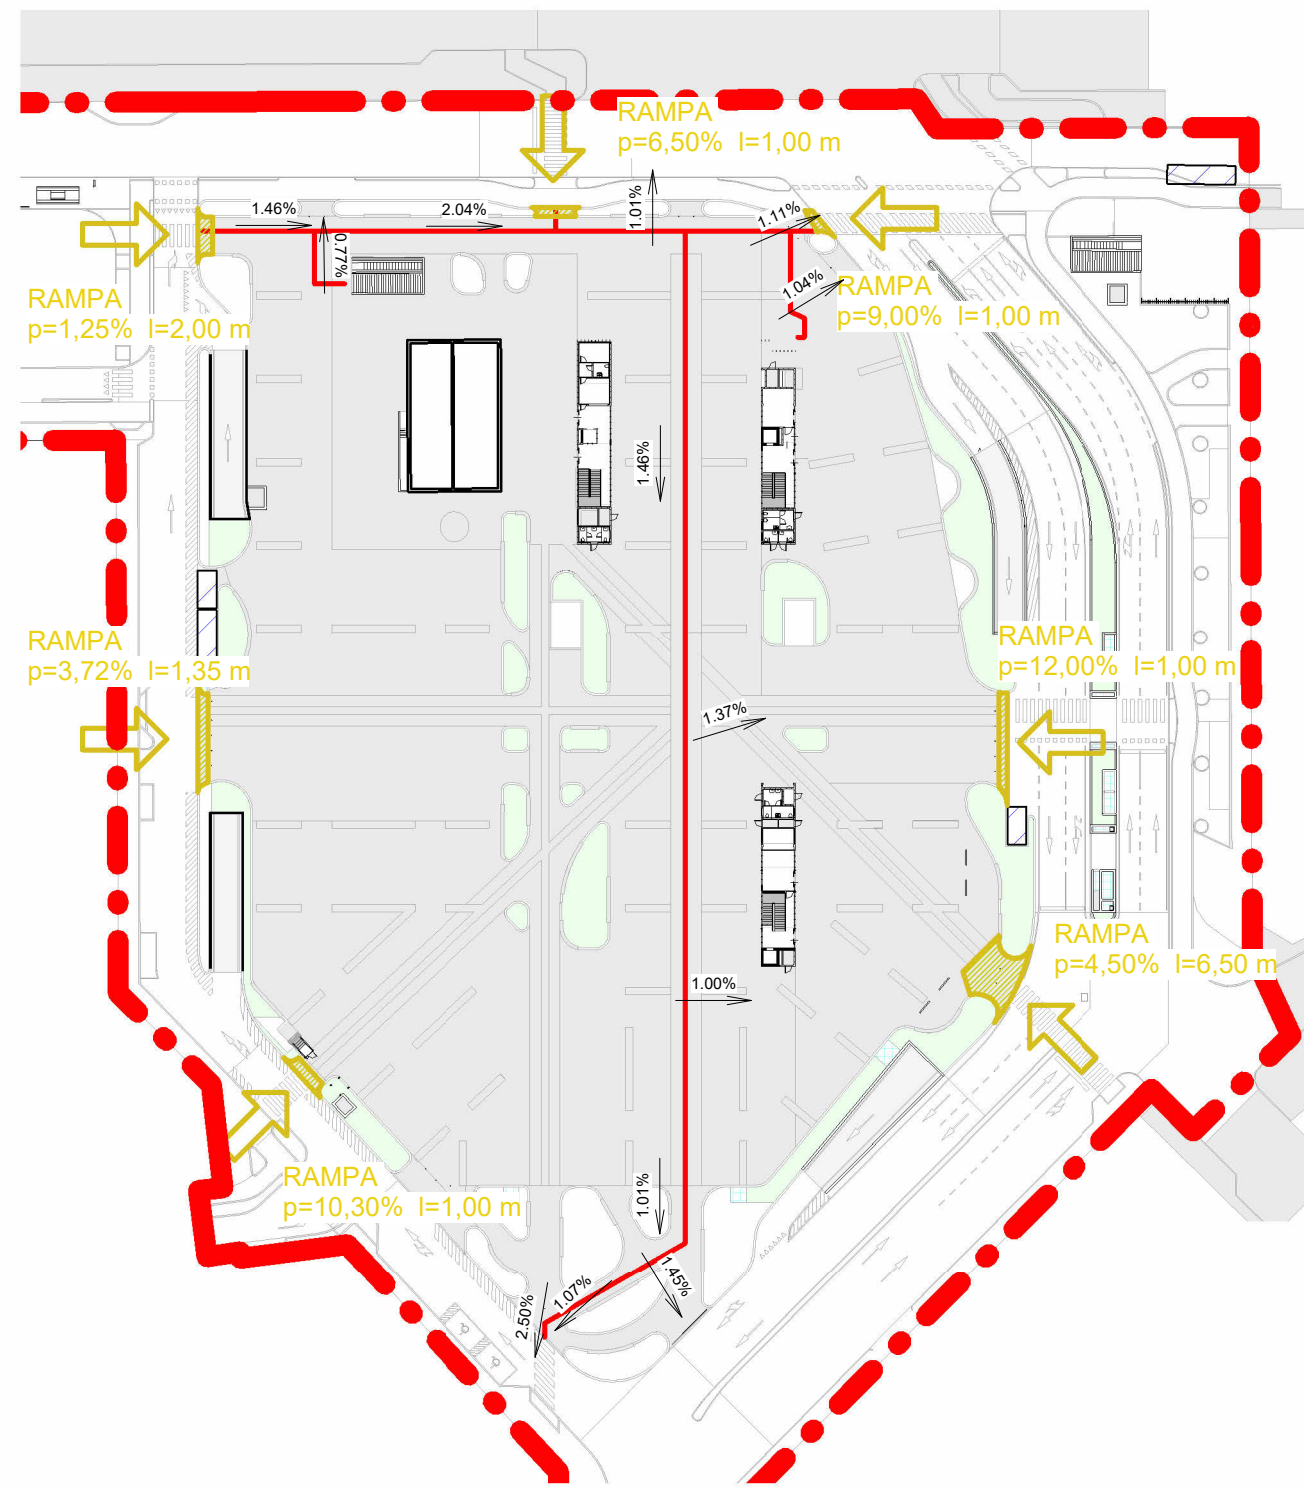 RAMPA
p=6,50% l=1,00 m
1.46%
2.04%
1.01%
1.11%
0.77%
1.04%
RAMPA
p=1,25% l=2,00 m
RAMPA
p=9,00% l=1,00 m
1.46%
RAMPA
p=3,72% l=1,35 m
RAMPA
p=12,00% l=1,00 m
1.37%
RAMPA
p=4,50% l=6,50 m
1.00%
RAMPA
p=10,30% l=1,00 m
1.01%
1.45%
1.07%
2.50%